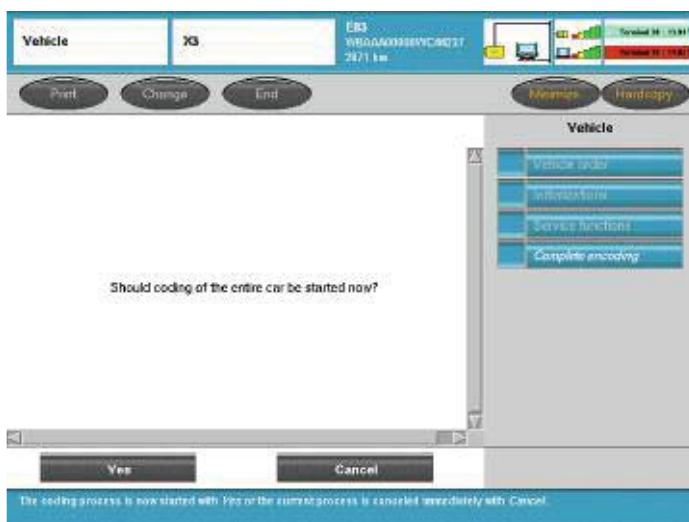 Vehicle
X3
E83
2871 km
Print
Change
End
Minimize
Hardcopy
Vehicle
Vehicle order
Initializations
Service functions
Complete encoding
Should coding of the entire car be started now?
Yes
Cancel
The coding process is now started with Yes or the current process is canceled immediately with Cancel.